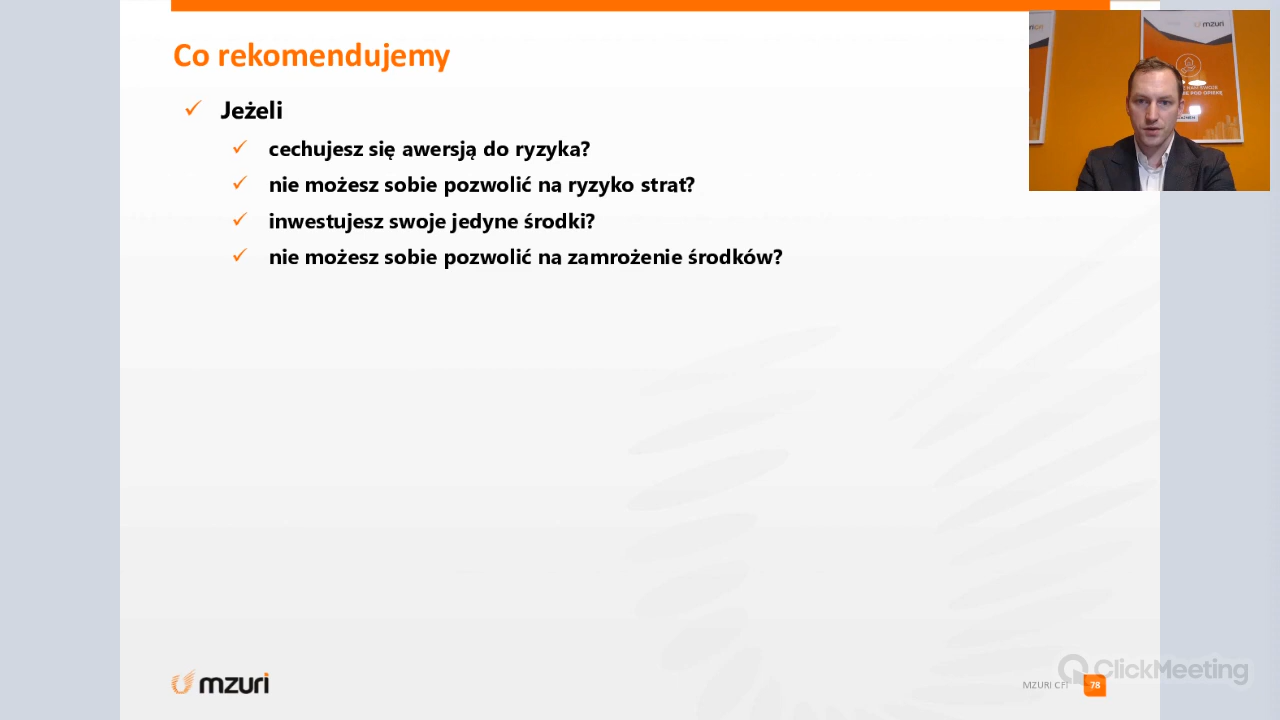 Co rekomendujemy
Jeżeli
cechujesz się awersją do ryzyka?
nie możesz sobie pozwolić na ryzyko strat?
inwestujesz swoje jedyne środki?
nie możesz sobie pozwolić na zamrożenie środków?
mzuri
mzuri
MZURI CFI
78
ClickMeeting